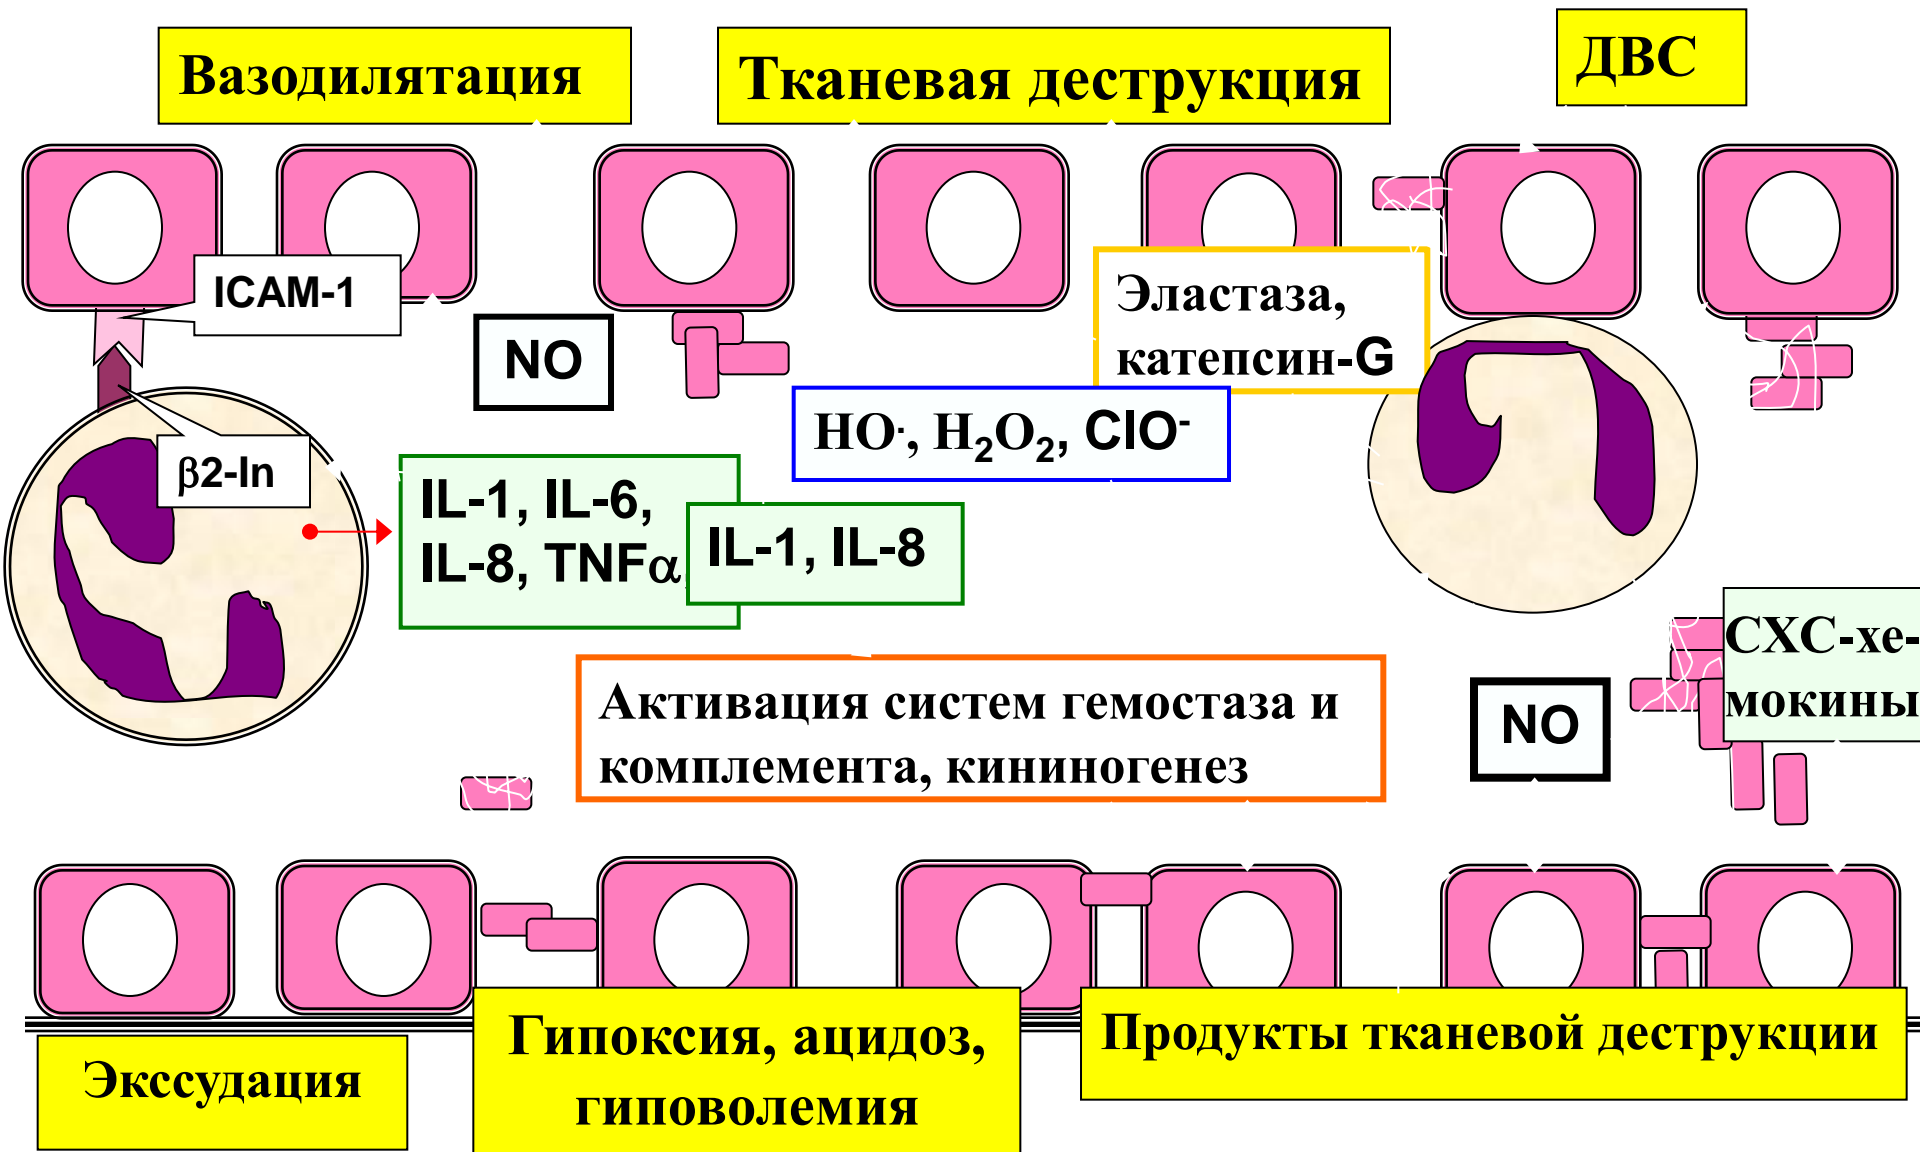 Вазодилятация
Тканевая деструкция
ДВС
ICAM-1
NO
Эластаза,
катепсин-G
HO·, H₂O₂, ClO⁻
β2-In
IL-1, IL-6,
IL-8, TNFα
IL-1, IL-8
СХС-хе-
мокины
Активация систем гемостаза и
комплемента, кининогенез
NO
Экссудация
Гипоксия, ацидоз,
гиповолемия
Продукты тканевой деструкции